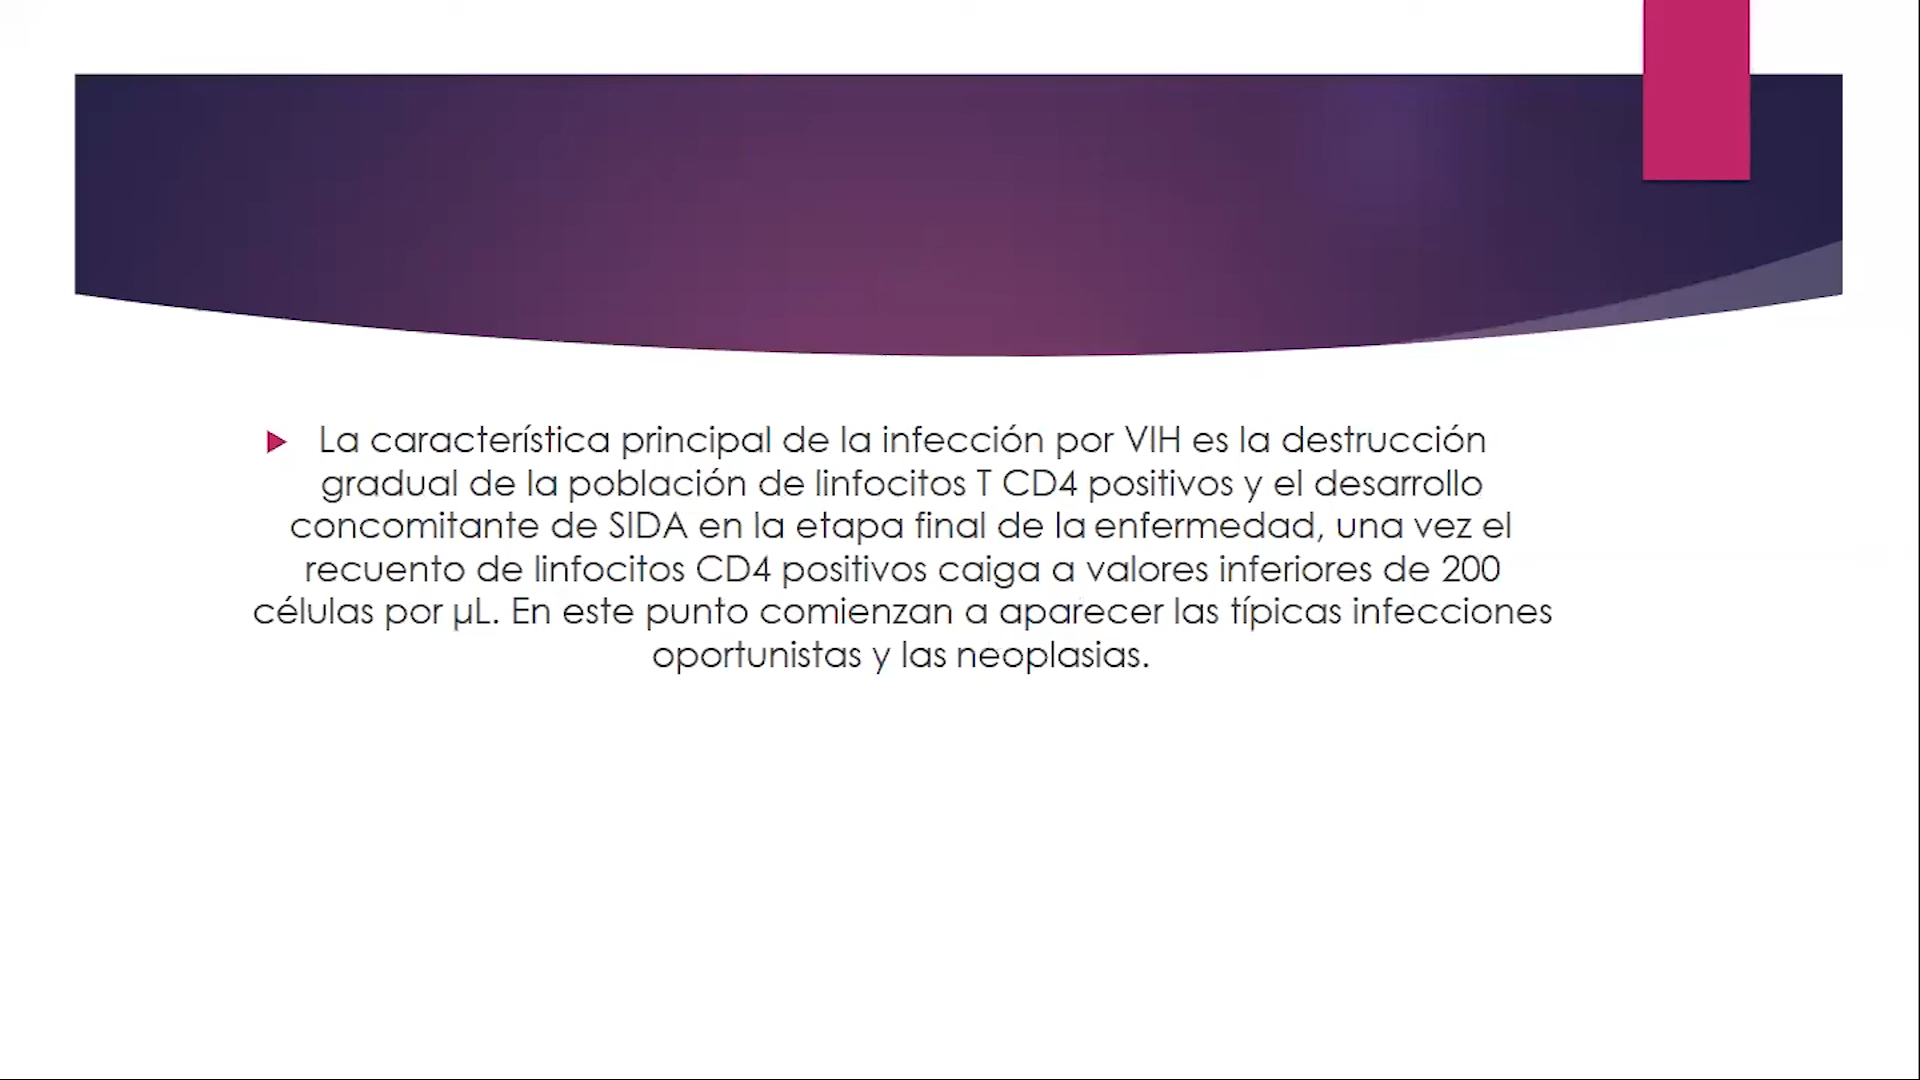 La característica principal de la infección por VIH es la destrucción
gradual de la población de linfocitos T CD4 positivos y el desarrollo
concomitante de SIDA en la etapa final de la enfermedad, una vez el
recuento de linfocitos CD4 positivos caiga a valores inferiores de 200
células por µL. En este punto comienzan a aparecer las típicas infecciones
oportunistas y las neoplasias.